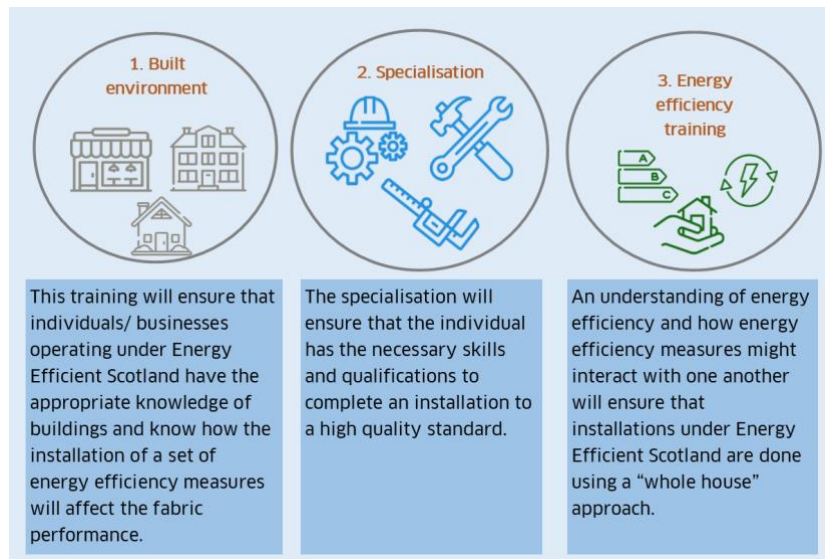 1. Built
environment
2. Specialisation
3. Energy
efficiency
training
A
B
C
This training will ensure that
individuals/ businesses
operating under Energy
Efficient Scotland have the
appropriate knowledge of
buildings and know how the
installation of a set of
energy efficiency measures
will affect the fabric
performance.
The specialisation will
ensure that the individual
has the necessary skills
and qualifications to
complete an installation to
a high quality standard.
An understanding of energy
efficiency and how energy
efficiency measures might
interact with one another
will ensure that
installations under Energy
Efficient Scotland are done
using a “whole house”
approach.